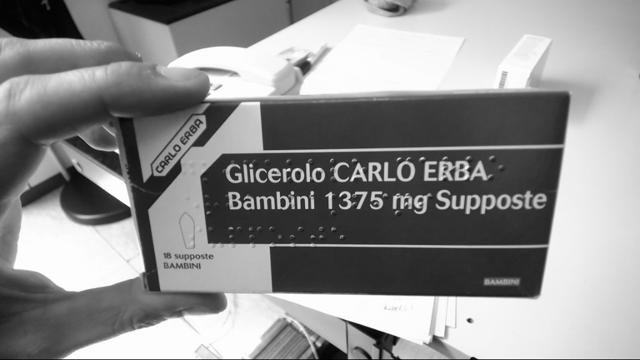 CARLO ERBA
Glicerolo CARLO ERBA
Bambini 1375 mg Supposte
18 supposte
BAMBINI
BAMBINI